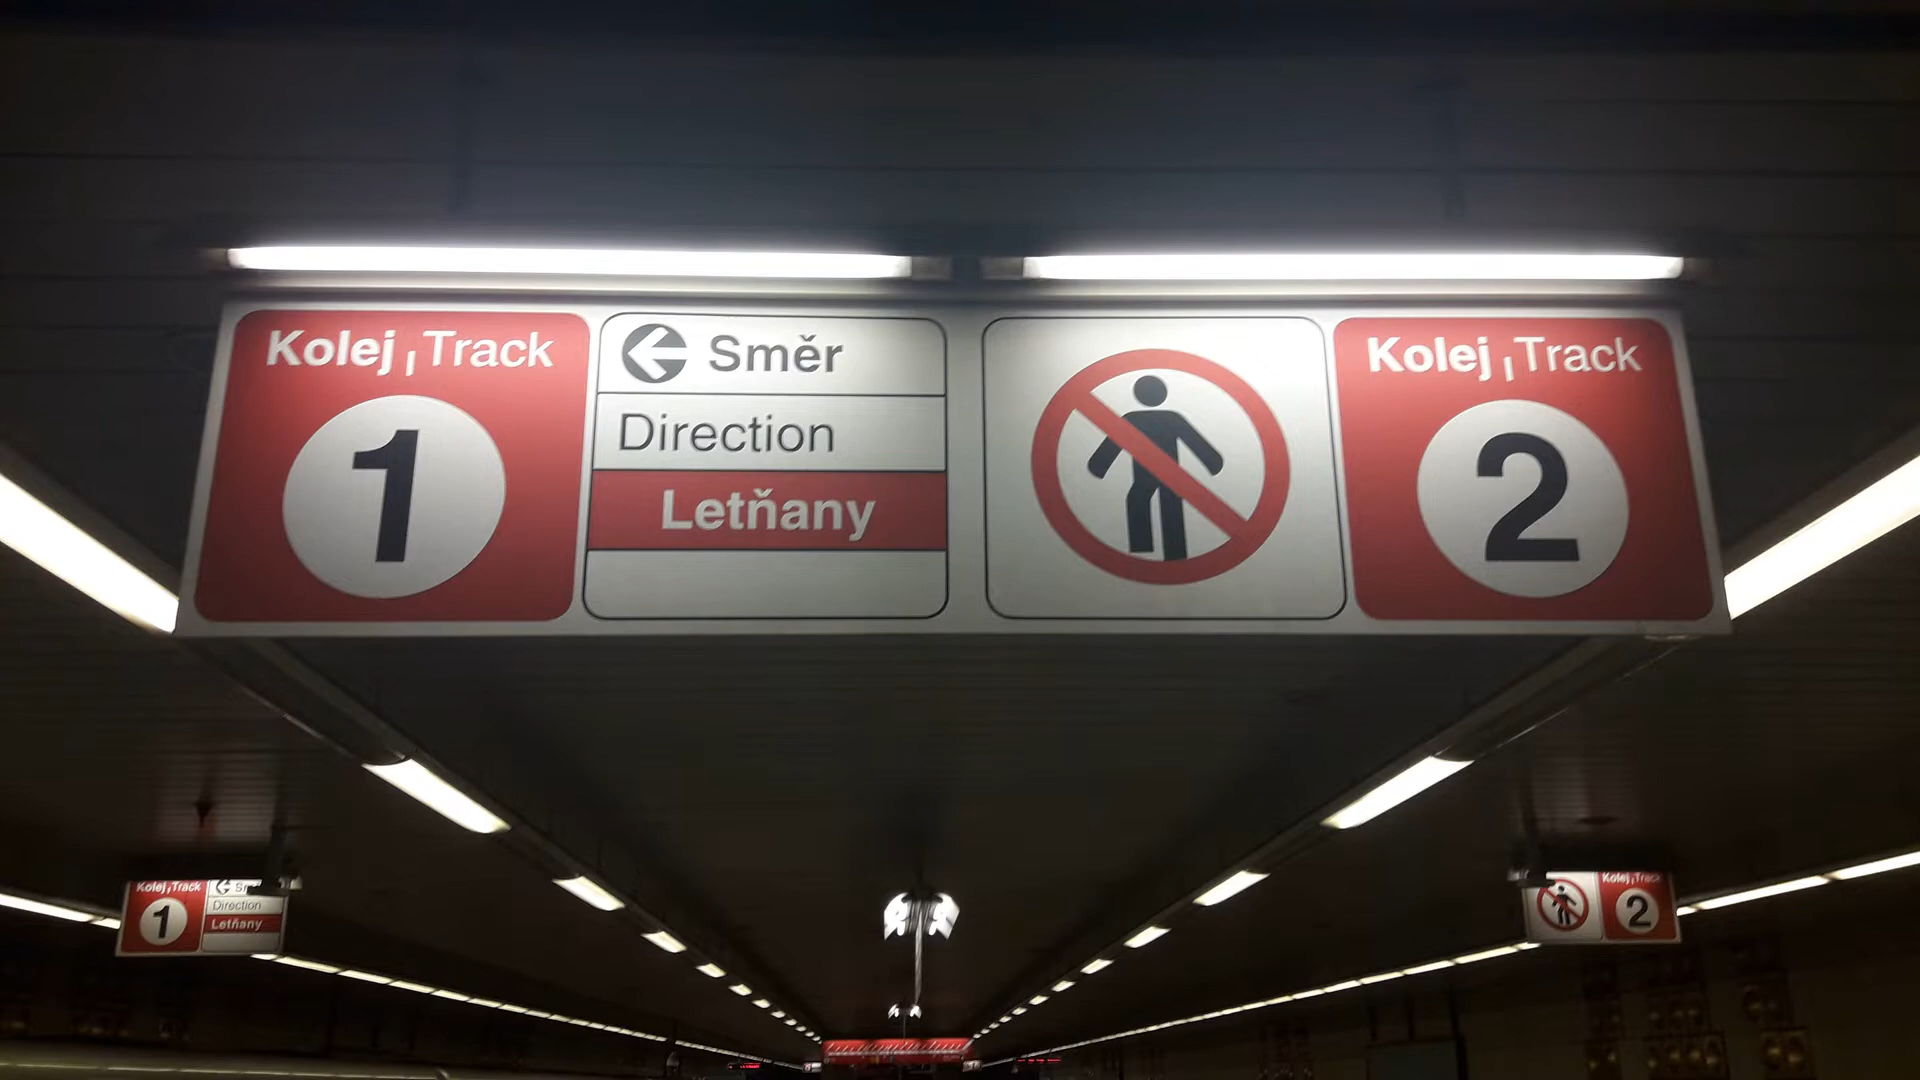 Kolej Track
1
Směr
Direction
Letňany
Kolej Track
2
Kolej Track
1
Direction
Letňany
Kolej Track
2